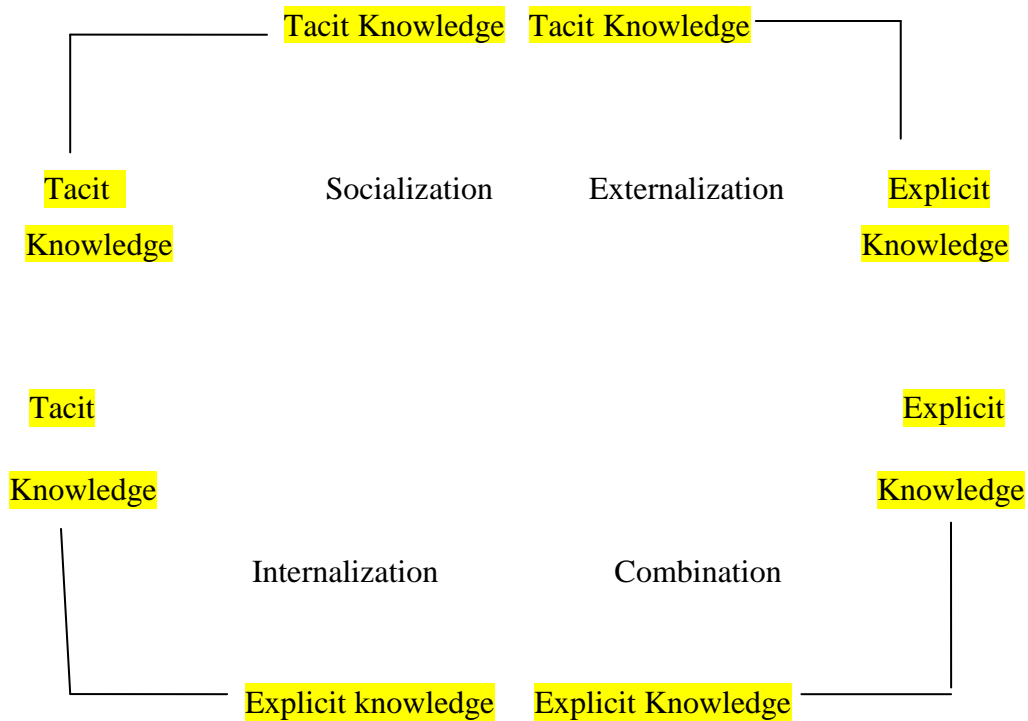 Tacit Knowledge Tacit Knowledge
Tacit Socialization Externalization Explicit
Knowledge Knowledge
Tacit Explicit
Knowledge Knowledge
Internalization Combination
Explicit knowledge Explicit Knowledge